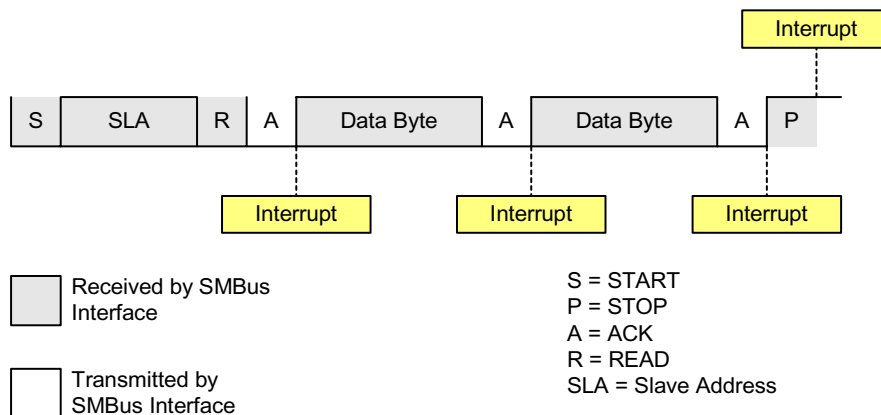 Interrupt
S SLA R A Data Byte A Data Byte A P
Interrupt Interrupt Interrupt
Received by SMBus
Interface
Transmitted by
SMBus Interface
S = START
P = STOP
A = ACK
R = READ
SLA = Slave Address